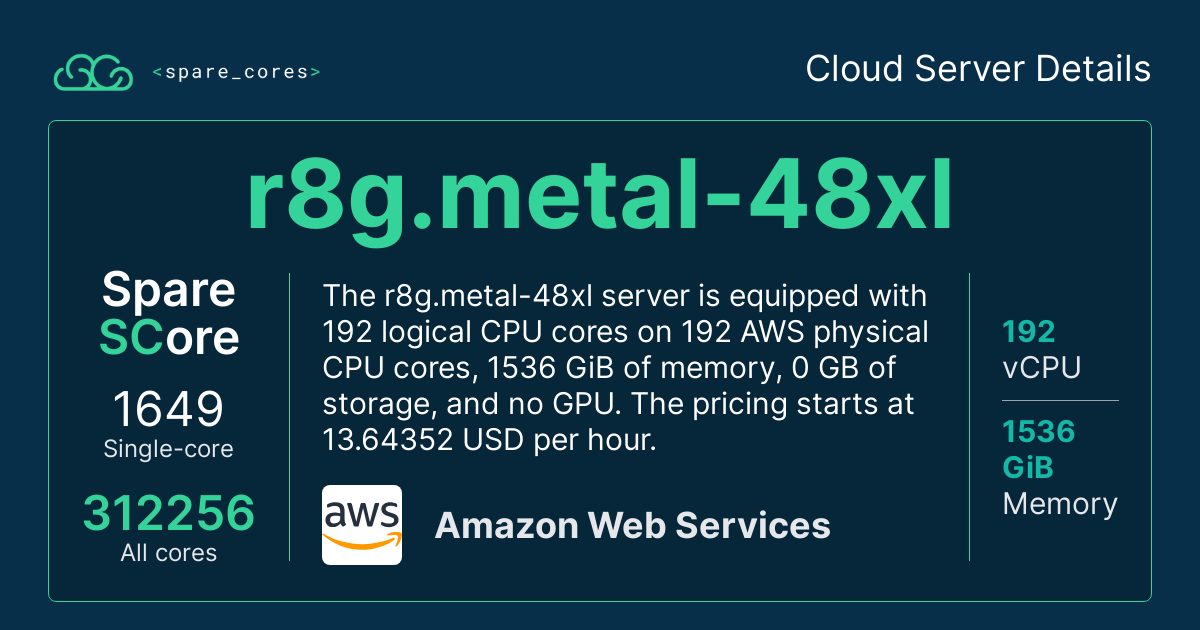 <spare_cores>
Cloud Server Details
r8g.metal-48xl
Spare
SCore
1649
Single-core
312256
All cores
The r8g.metal-48xl server is equipped with
192 logical CPU cores on 192 AWS physical
CPU cores, 1536 GiB of memory, 0 GB of
storage, and no GPU. The pricing starts at
13.64352 USD per hour.
aws
Amazon Web Services
192
vCPU
1536
GiB
Memory